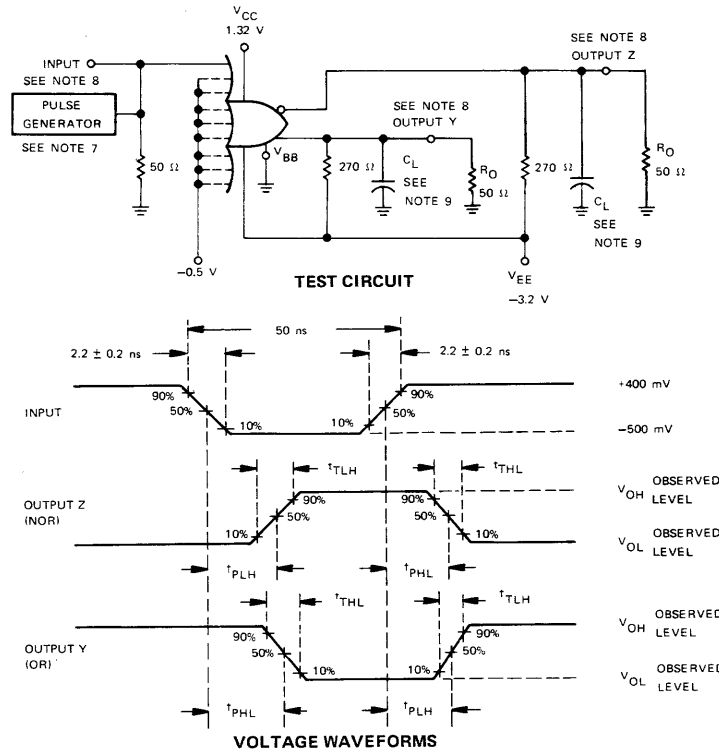 VCC
1.32 V
INPUT
SEE NOTE 8
PULSE
GENERATOR
SEE NOTE 7
50 Ω
-0.5 V
VBB
270 Ω
CL
SEE
NOTE 9
SEE NOTE 8
OUTPUT Y
RO
50 Ω
270 Ω
VEE
-3.2 V
SEE NOTE 8
OUTPUT Z
CL
SEE
NOTE 9
RO
50 Ω
TEST CIRCUIT
50 ns
2.2 ± 0.2 ns
2.2 ± 0.2 ns
INPUT
90%
50%
10%
10%
90%
50%
+400 mV
-500 mV
OUTPUT Z
(NOR)
tTLH
tTHL
10%
50%
90%
90%
50%
10%
VOH OBSERVED
LEVEL
VOL OBSERVED
LEVEL
tPLH
tPHL
OUTPUT Y
(OR)
tTHL
tTLH
90%
50%
10%
10%
50%
90%
VOH OBSERVED
LEVEL
VOL OBSERVED
LEVEL
tPHL
tPLH
VOLTAGE WAVEFORMS